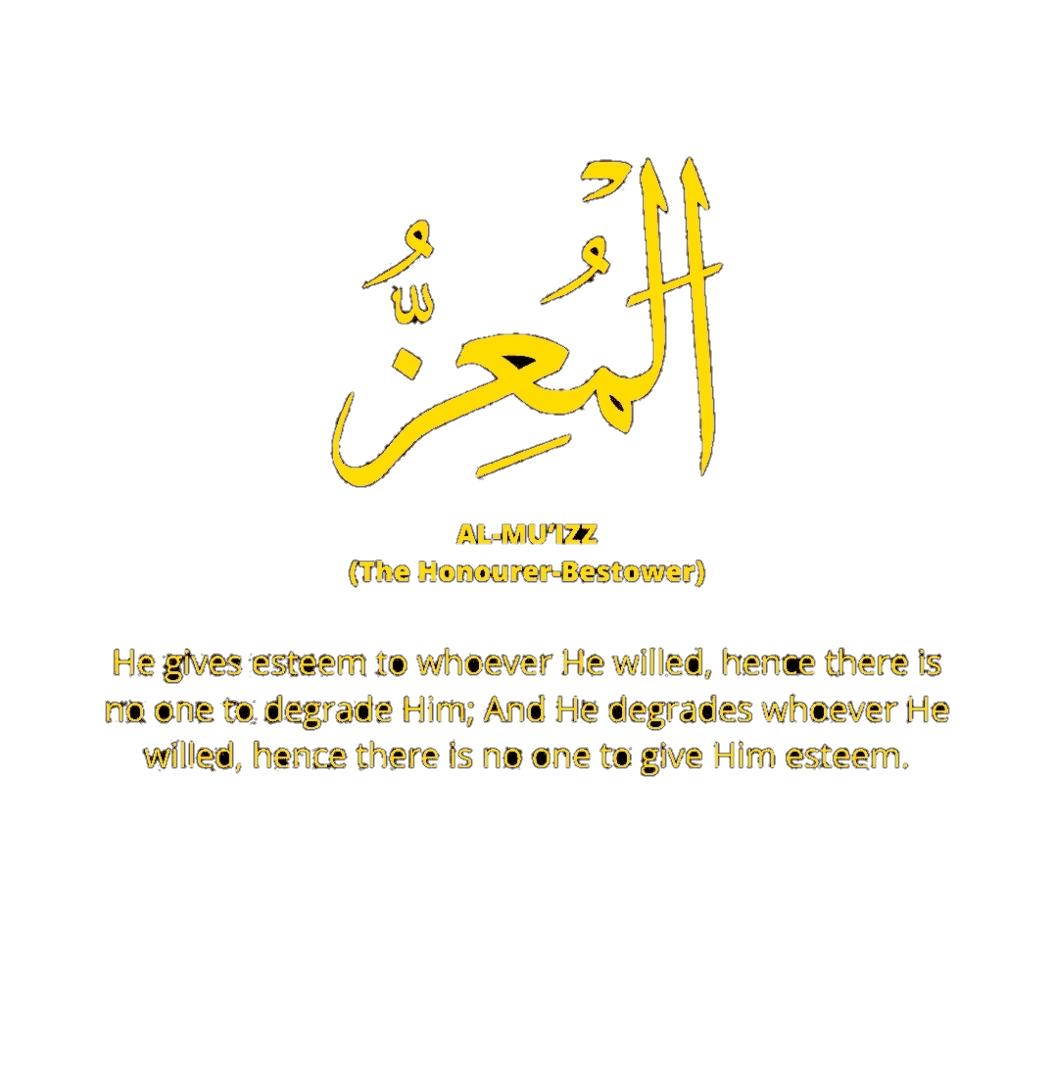 الْمُعِزُّ
AL-MU'IZZ
(The Honourer-Bestower)
He gives esteem to whoever He willed, hence there is
no one to degrade Him; And He degrades whoever He
willed, hence there is no one to give Him esteem.